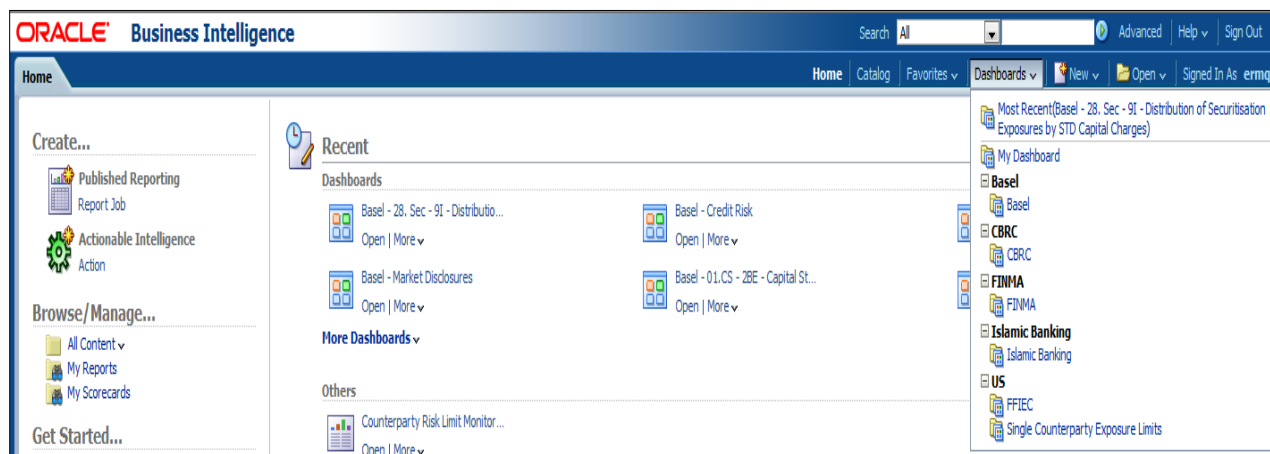 ORACLE Business Intelligence
Search All Advanced Help Sign Out
Home
Home Catalog Favorites Dashboards New Open Signed In As ermq
Create...
Published Reporting
Report Job
Actionable Intelligence
Action
Browse/Manage...
All Content
My Reports
My Scorecards
Get Started...
Recent
Dashboards
Basel - 28. Sec - 9I - Distributio...
Open | More
Basel - Credit Risk
Open | More
Basel - Market Disclosures
Open | More
Basel - 01.CS - 2BE - Capital St...
Open | More
More Dashboards
Others
Counterparty Risk Limit Monitor...
Open | More
Most Recent(Basel - 28. Sec - 9I - Distribution of Securitisation
Exposures by STD Capital Charges)
My Dashboard
Basel
Basel
CBRC
CBRC
FINMA
FINMA
Islamic Banking
Islamic Banking
US
FFIEC
Single Counterparty Exposure Limits